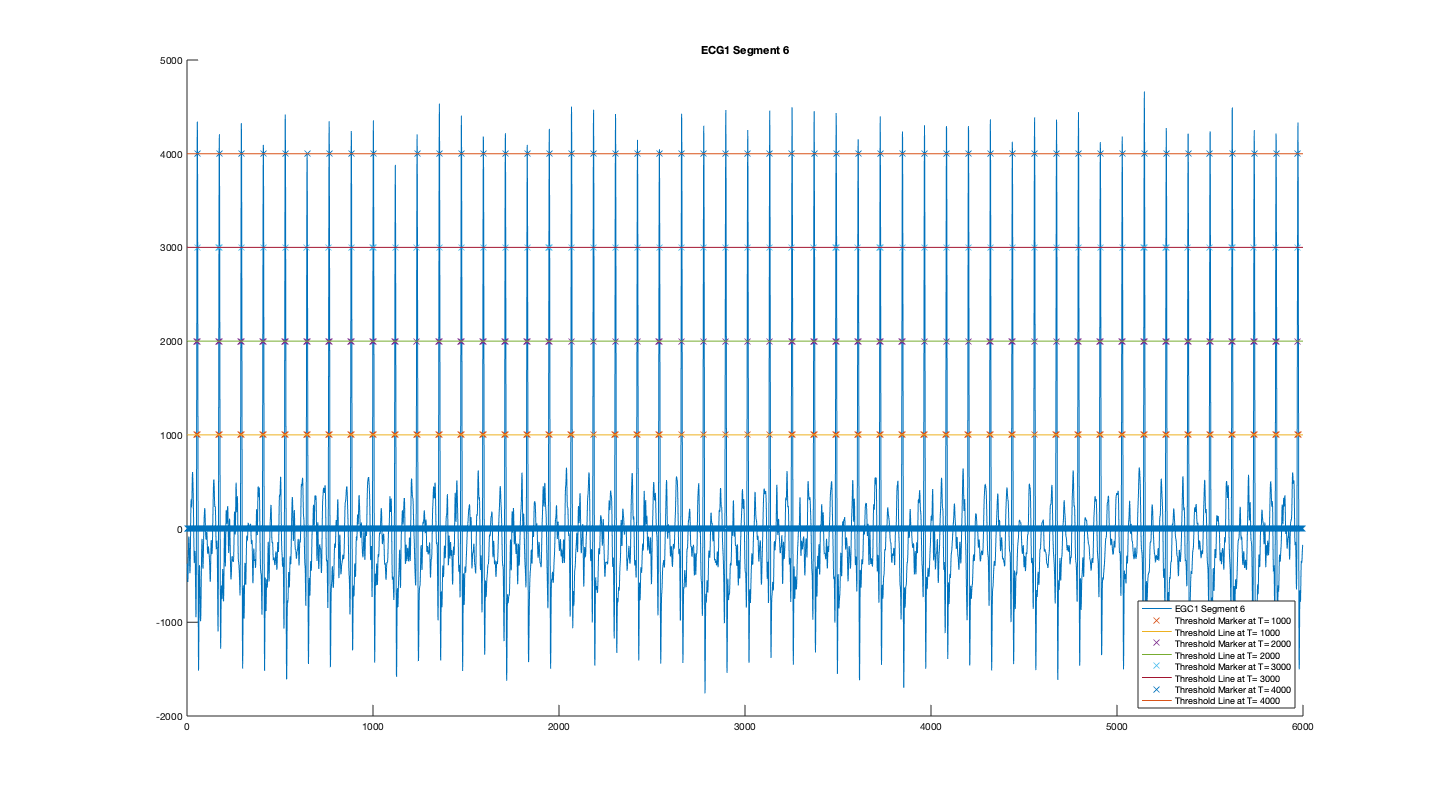 ECG1 Segment 6
5000
4000
3000
2000
1000
0
-1000
-2000
0 1000 2000 3000 4000 5000 6000
EGC1 Segment 6
Threshold Marker at T= 1000
Threshold Line at T= 1000
Threshold Marker at T= 2000
Threshold Line at T= 2000
Threshold Marker at T= 3000
Threshold Line at T= 3000
Threshold Marker at T= 4000
Threshold Line at T= 4000